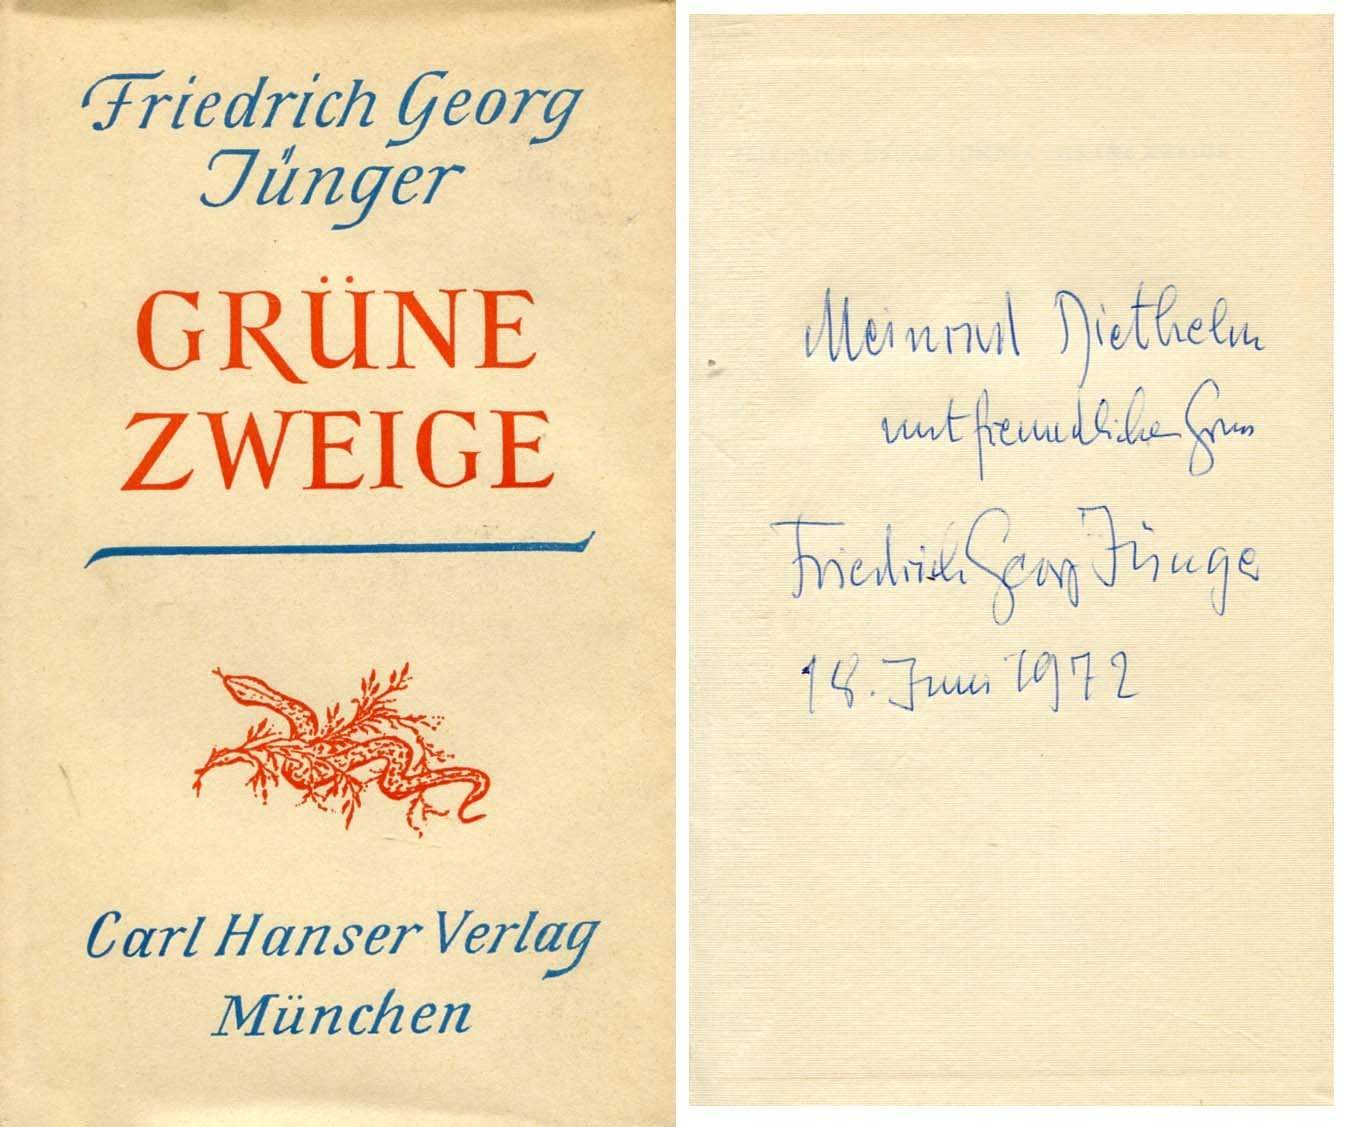 Friedrich Georg
Jünger
GRÜNE
ZWEIGE
Carl Hanser Verlag
München
Meinrad Diethelm
mit freundlichem Gruss
Friedrich Georg Jünger
18. Juni 1972